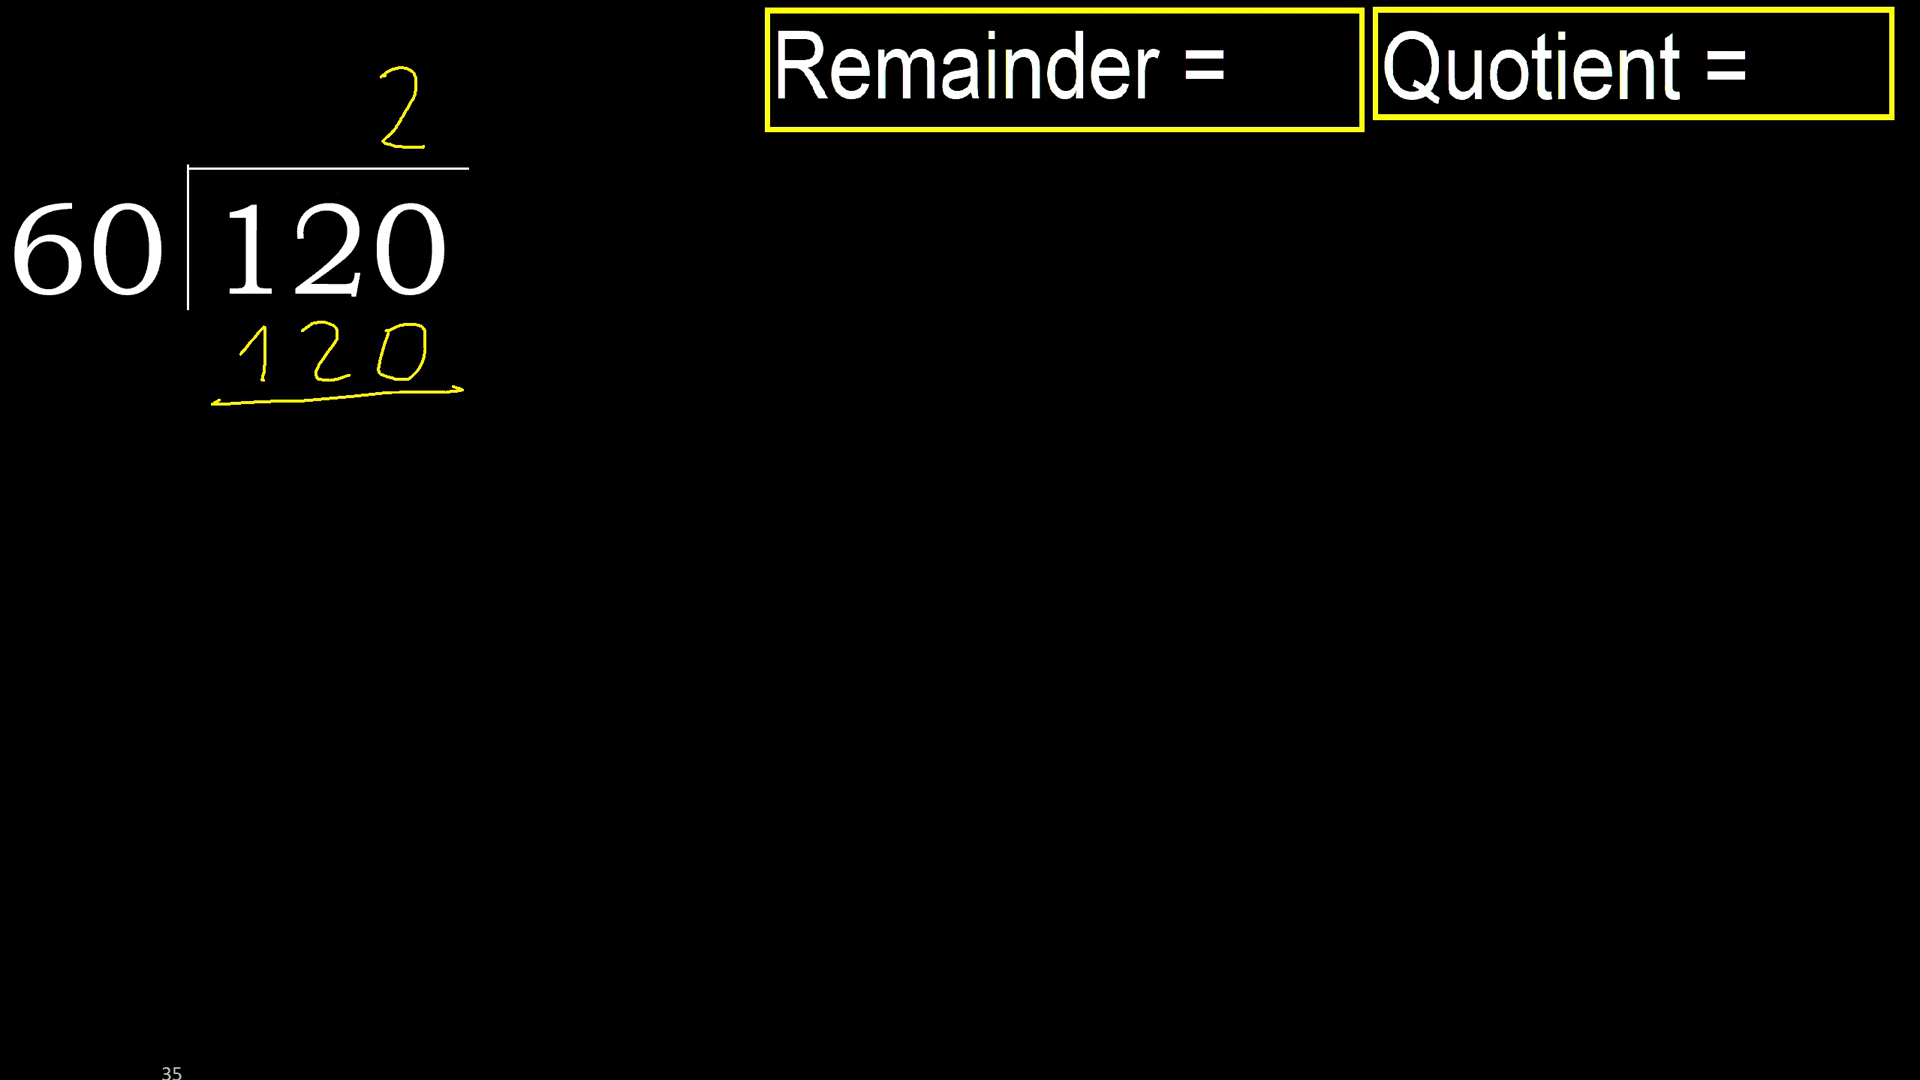 Remainder =
Quotient =
2
60 120
120
35